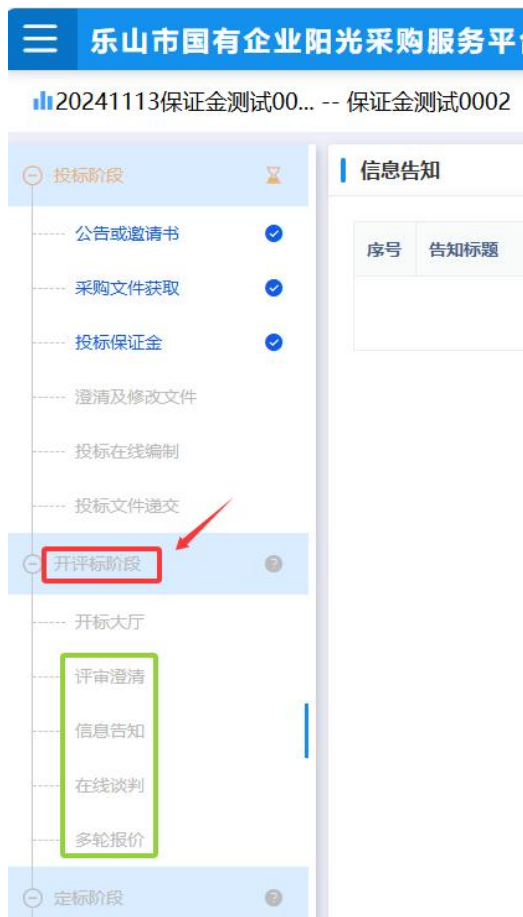 乐山市国有企业阳光采购服务平
20241113保证金测试00... -- 保证金测试0002
投标阶段
公告或邀请书
采购文件获取
投标保证金
澄清及修改文件
投标在线编制
投标文件递交
开评标阶段
开标大厅
评审澄清
信息告知
在线谈判
多轮报价
定标阶段
信息告知
序号 告知标题